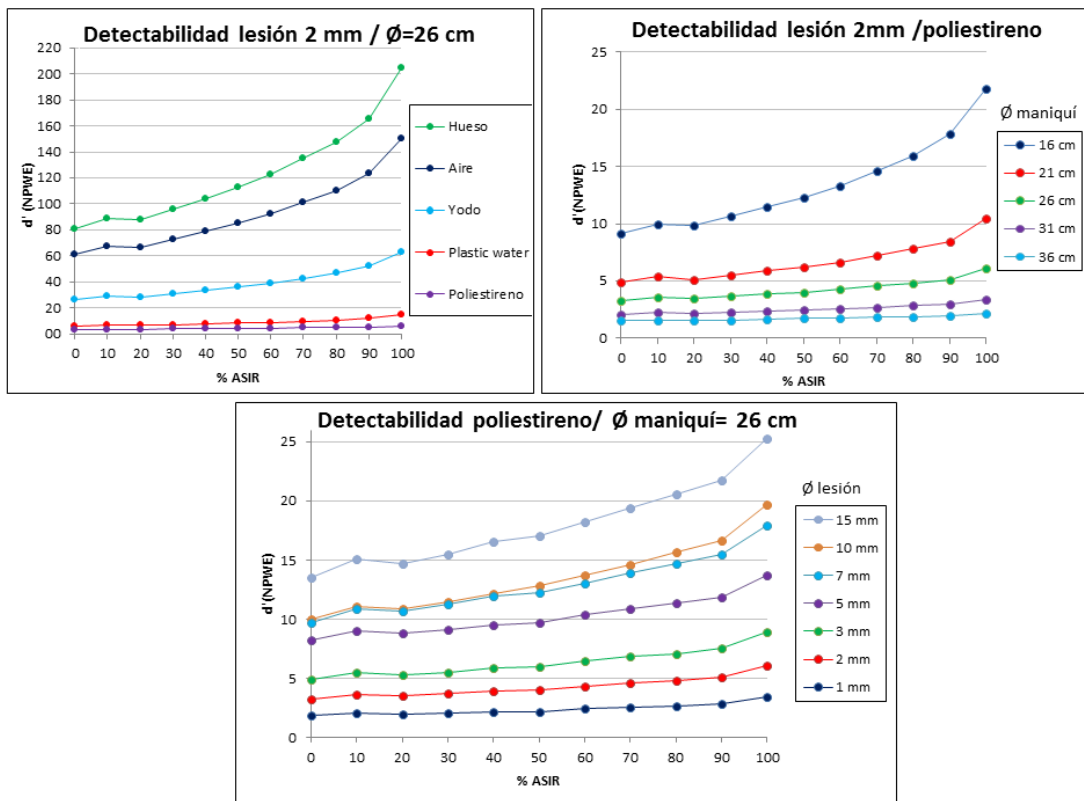 Detectabilidad lesión 2 mm / Ø=26 cm
d' (NPWE)
220
200
180
160
140
120
100
80
60
40
20
00
0 10 20 30 40 50 60 70 80 90 100
% ASIR
Hueso
Aire
Yodo
Plastic water
Poliestireno
Detectabilidad lesión 2mm /poliestireno
d'(NPWE)
25
20
15
10
5
0
0 10 20 30 40 50 60 70 80 90 100
% ASIR
Ø maniquí
16 cm
21 cm
26 cm
31 cm
36 cm
Detectabilidad poliestireno/ Ø maniquí= 26 cm
d'(NPWE)
25
20
15
10
5
0
0 10 20 30 40 50 60 70 80 90 100
% ASIR
Ø lesión
15 mm
10 mm
7 mm
5 mm
3 mm
2 mm
1 mm